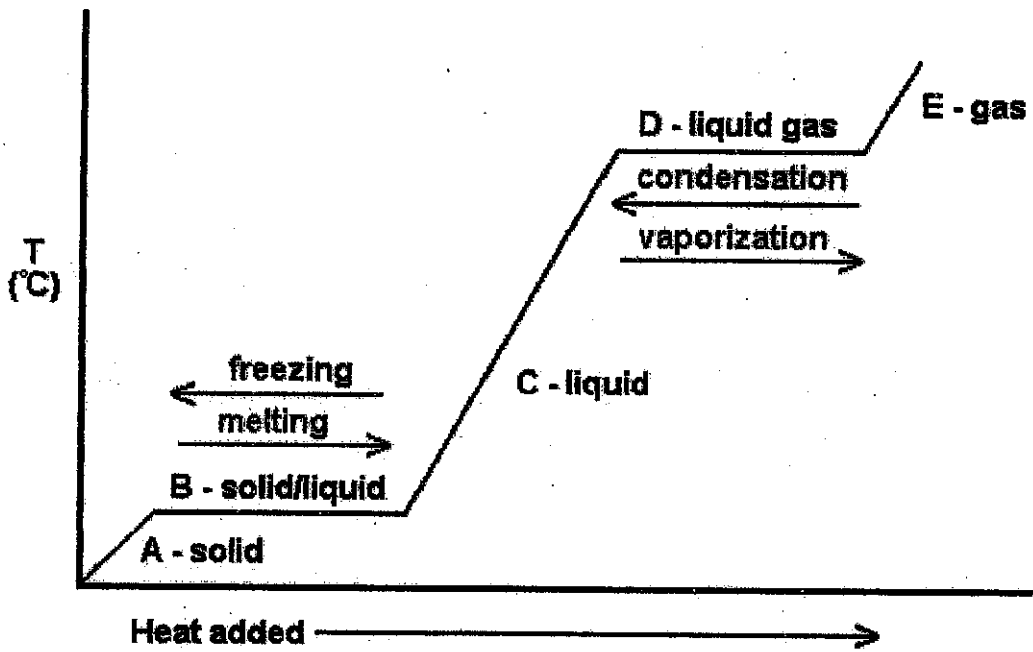 E - gas
D - liquid gas
condensation
vaporization
T
(°C)
freezing
C - liquid
melting
B - solid/liquid
A - solid
Heat added